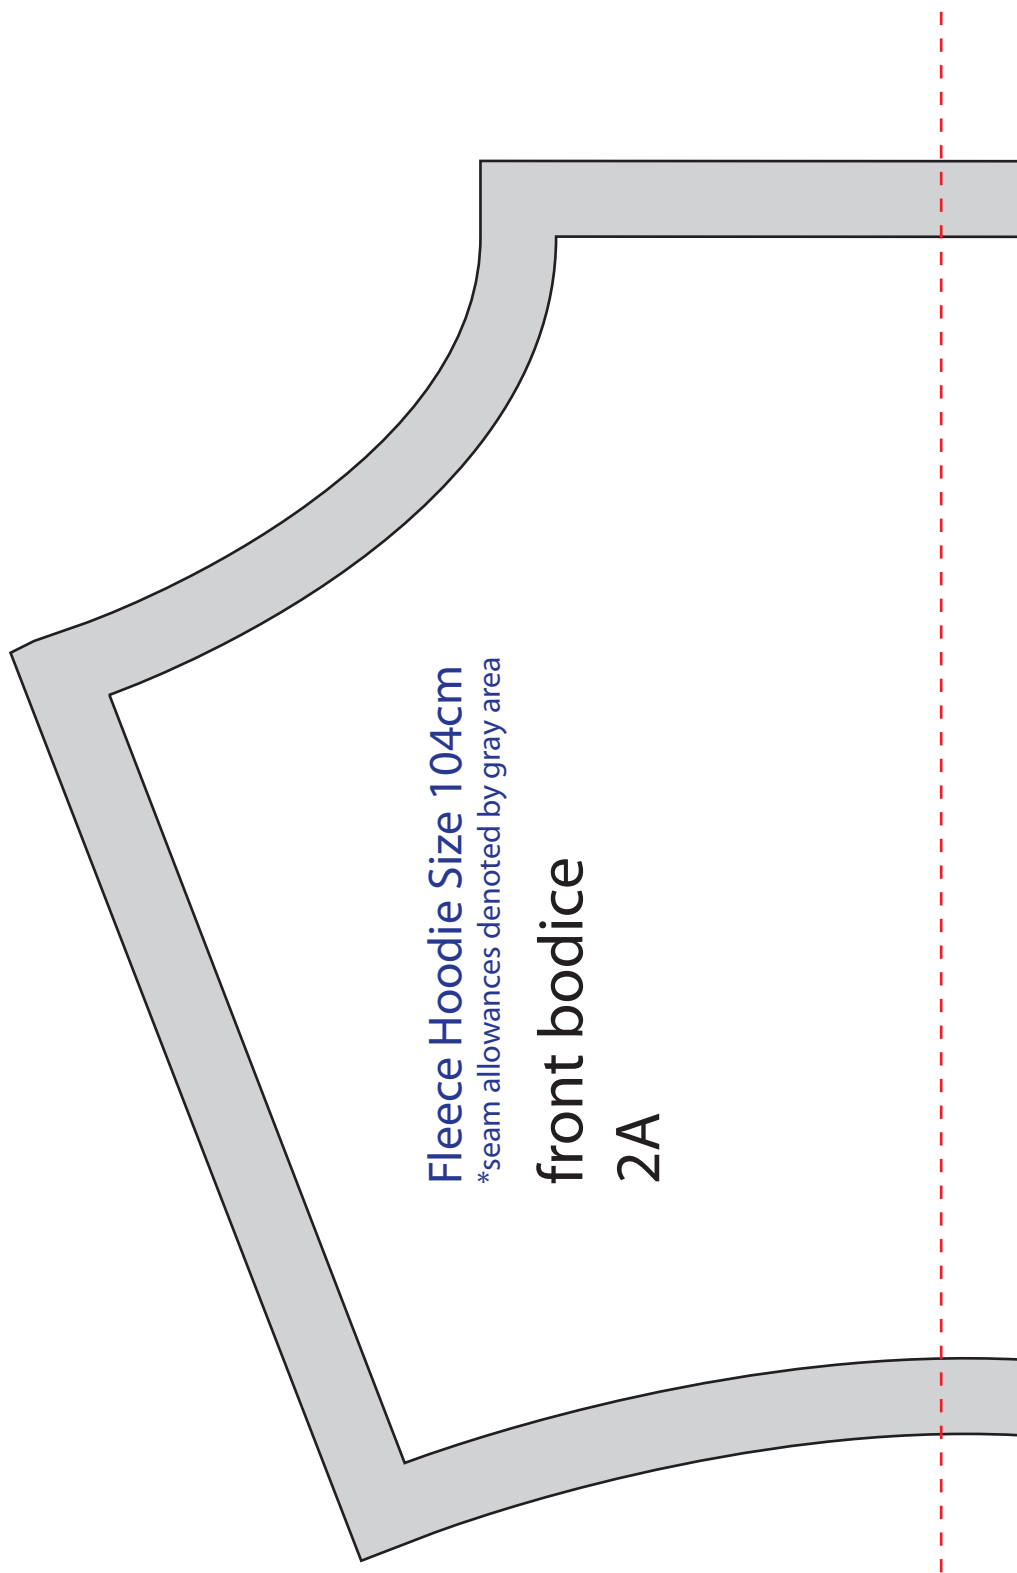 Fleece Hoodie Size 104cm
*seam allowances denoted by gray area
front bodice
2A